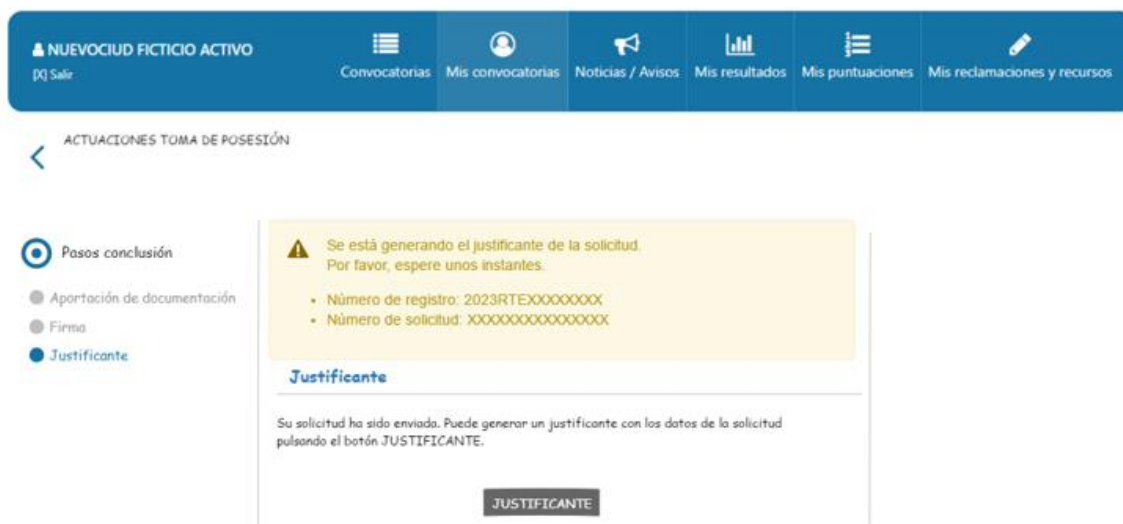 NUEVOCIUD FICTICIO ACTIVO
[X] Salir
Convocatorias
Mis convocatorias
Noticias / Avisos
Mis resultados
Mis puntuaciones
Mis reclamaciones y recursos
ACTUACIONES TOMA DE POSESIÓN
Pasos conclusión
Aportación de documentación
Firma
Justificante
Se está generando el justificante de la solicitud.
Por favor, espere unos instantes.
Número de registro: 2023RTEXXXXXXXX
Número de solicitud: XXXXXXXXXXXXXXX
Justificante
Su solicitud ha sido enviada. Puede generar un justificante con los datos de la solicitud
pulsando el botón JUSTIFICANTE.
JUSTIFICANTE